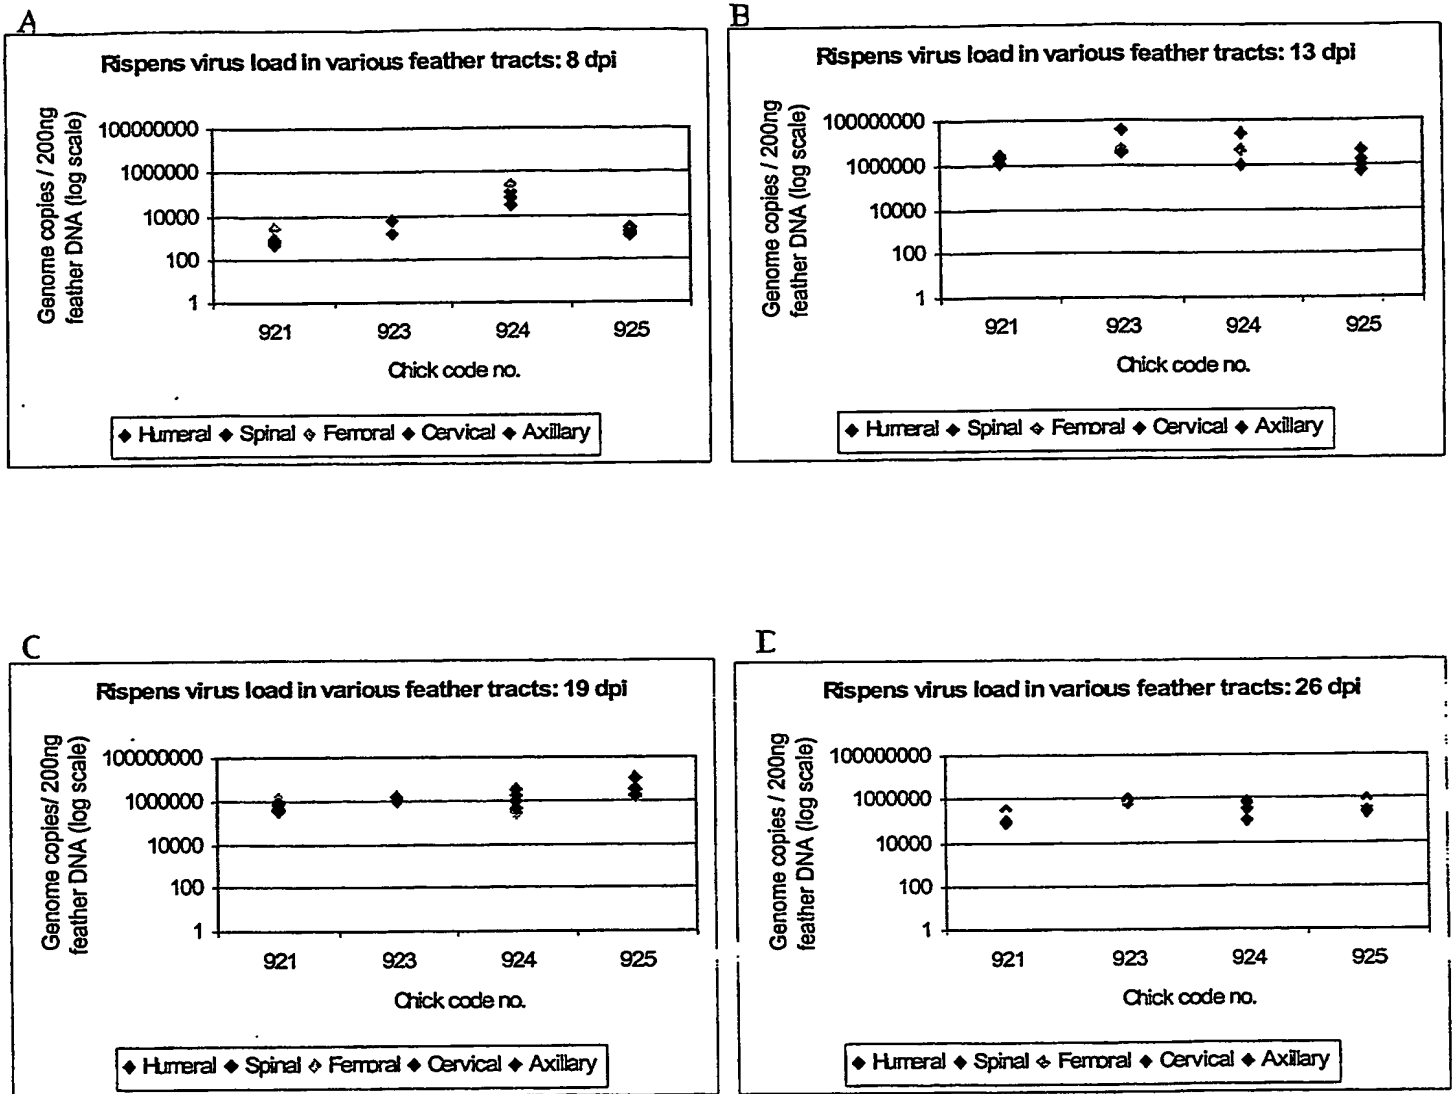 A
Rispens virus load in various feather tracts: 8 dpi
Genome copies / 200ng
feather DNA (log scale)
100000000
1000000
10000
100
1
921 923 924 925
Chick code no.
Humeral Spinal Femoral Cervical Axillary
B
Rispens virus load in various feather tracts: 13 dpi
Genome copies / 200ng
feather DNA (log scale)
100000000
1000000
10000
100
1
921 923 924 925
Chick code no.
Humeral Spinal Femoral Cervical Axillary
C
Rispens virus load in various feather tracts: 19 dpi
Genome copies/ 200ng
feather DNA (log scale)
100000000
1000000
10000
100
1
921 923 924 925
Chick code no.
Humeral Spinal Femoral Cervical Axillary
D
Rispens virus load in various feather tracts: 26 dpi
Genome copies / 200ng
feather DNA (log scale)
100000000
1000000
10000
100
1
921 923 924 925
Chick code no.
Humeral Spinal Femoral Cervical Axillary